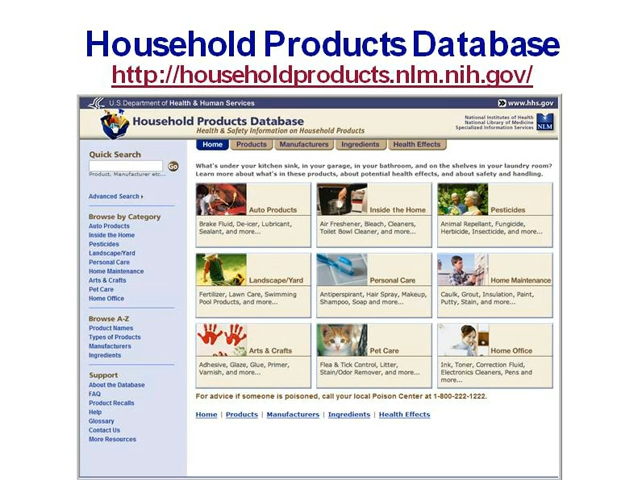 Household Products Database
http://householdproducts.nlm.nih.gov/
U.S. Department of Health & Human Services
www.hhs.gov
Household Products Database
Health & Safety Information on Household Products
National Institutes of Health
National Library of Medicine
Specialized Information Services
NLM
Home
Products
Manufacturers
Ingredients
Health Effects
Quick Search
Go
Product, Manufacturer etc...
Advanced Search
Browse by Category
Auto Products
Inside the Home
Pesticides
Landscape/Yard
Personal Care
Home Maintenance
Arts & Crafts
Pet Care
Home Office
Browse A-Z
Product Names
Types of Products
Manufacturers
Ingredients
Support
About the Database
FAQ
Product Recalls
Help
Glossary
Contact Us
More Resources
What's under your kitchen sink, in your garage, in your bathroom, and on the shelves in your laundry room?
Learn more about what's in these products, about potential health effects, and about safety and handling.
Auto Products
Brake Fluid, De-icer, Lubricant,
Sealant, and more...
Inside the Home
Air Freshener, Bleach, Cleaners,
Toilet Bowl Cleaner, and more...
Pesticides
Animal Repellant, Fungicide,
Herbicide, Insecticide, and more...
Landscape/Yard
Fertilizer, Lawn Care, Swimming
Pool Products, and more...
Personal Care
Antiperspirant, Hair Spray, Makeup,
Shampoo, Soap and more...
Home Maintenance
Caulk, Grout, Insulation, Paint,
Putty, Stain, and more...
Arts & Crafts
Adhesive, Glaze, Glue, Primer,
Varnish, and more...
Pet Care
Flea & Tick Control, Litter,
Stain/Odor Remover, and more...
Home Office
Ink, Toner, Correction Fluid,
Electronics Cleaners, Pens and
more...
For advice if someone is poisoned, call your local Poison Center at 1-800-222-1222.
Home | Products | Manufacturers | Ingredients | Health Effects